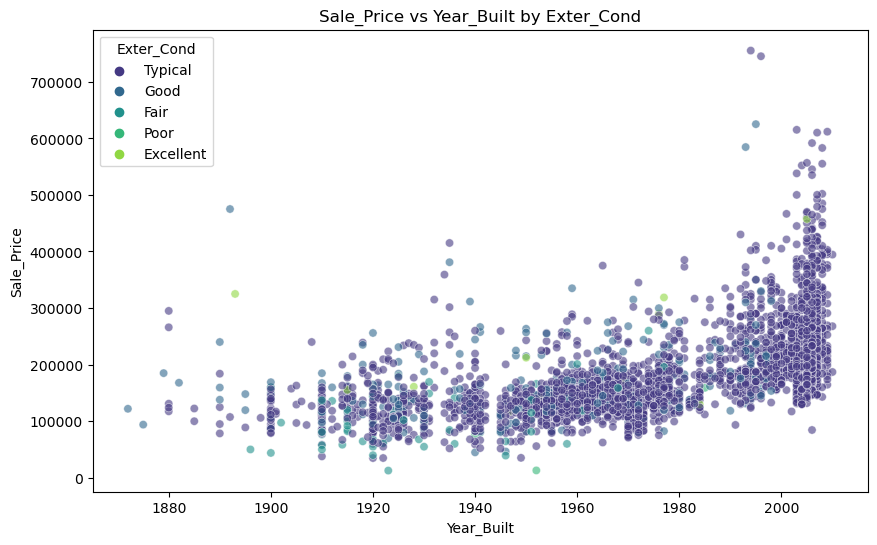 Sale_Price vs Year_Built by Exter_Cond
Exter_Cond
Typical
Good
Fair
Poor
Excellent
700000
600000
500000
400000
300000
200000
100000
0
Sale_Price
1880 1900 1920 1940 1960 1980 2000
Year_Built